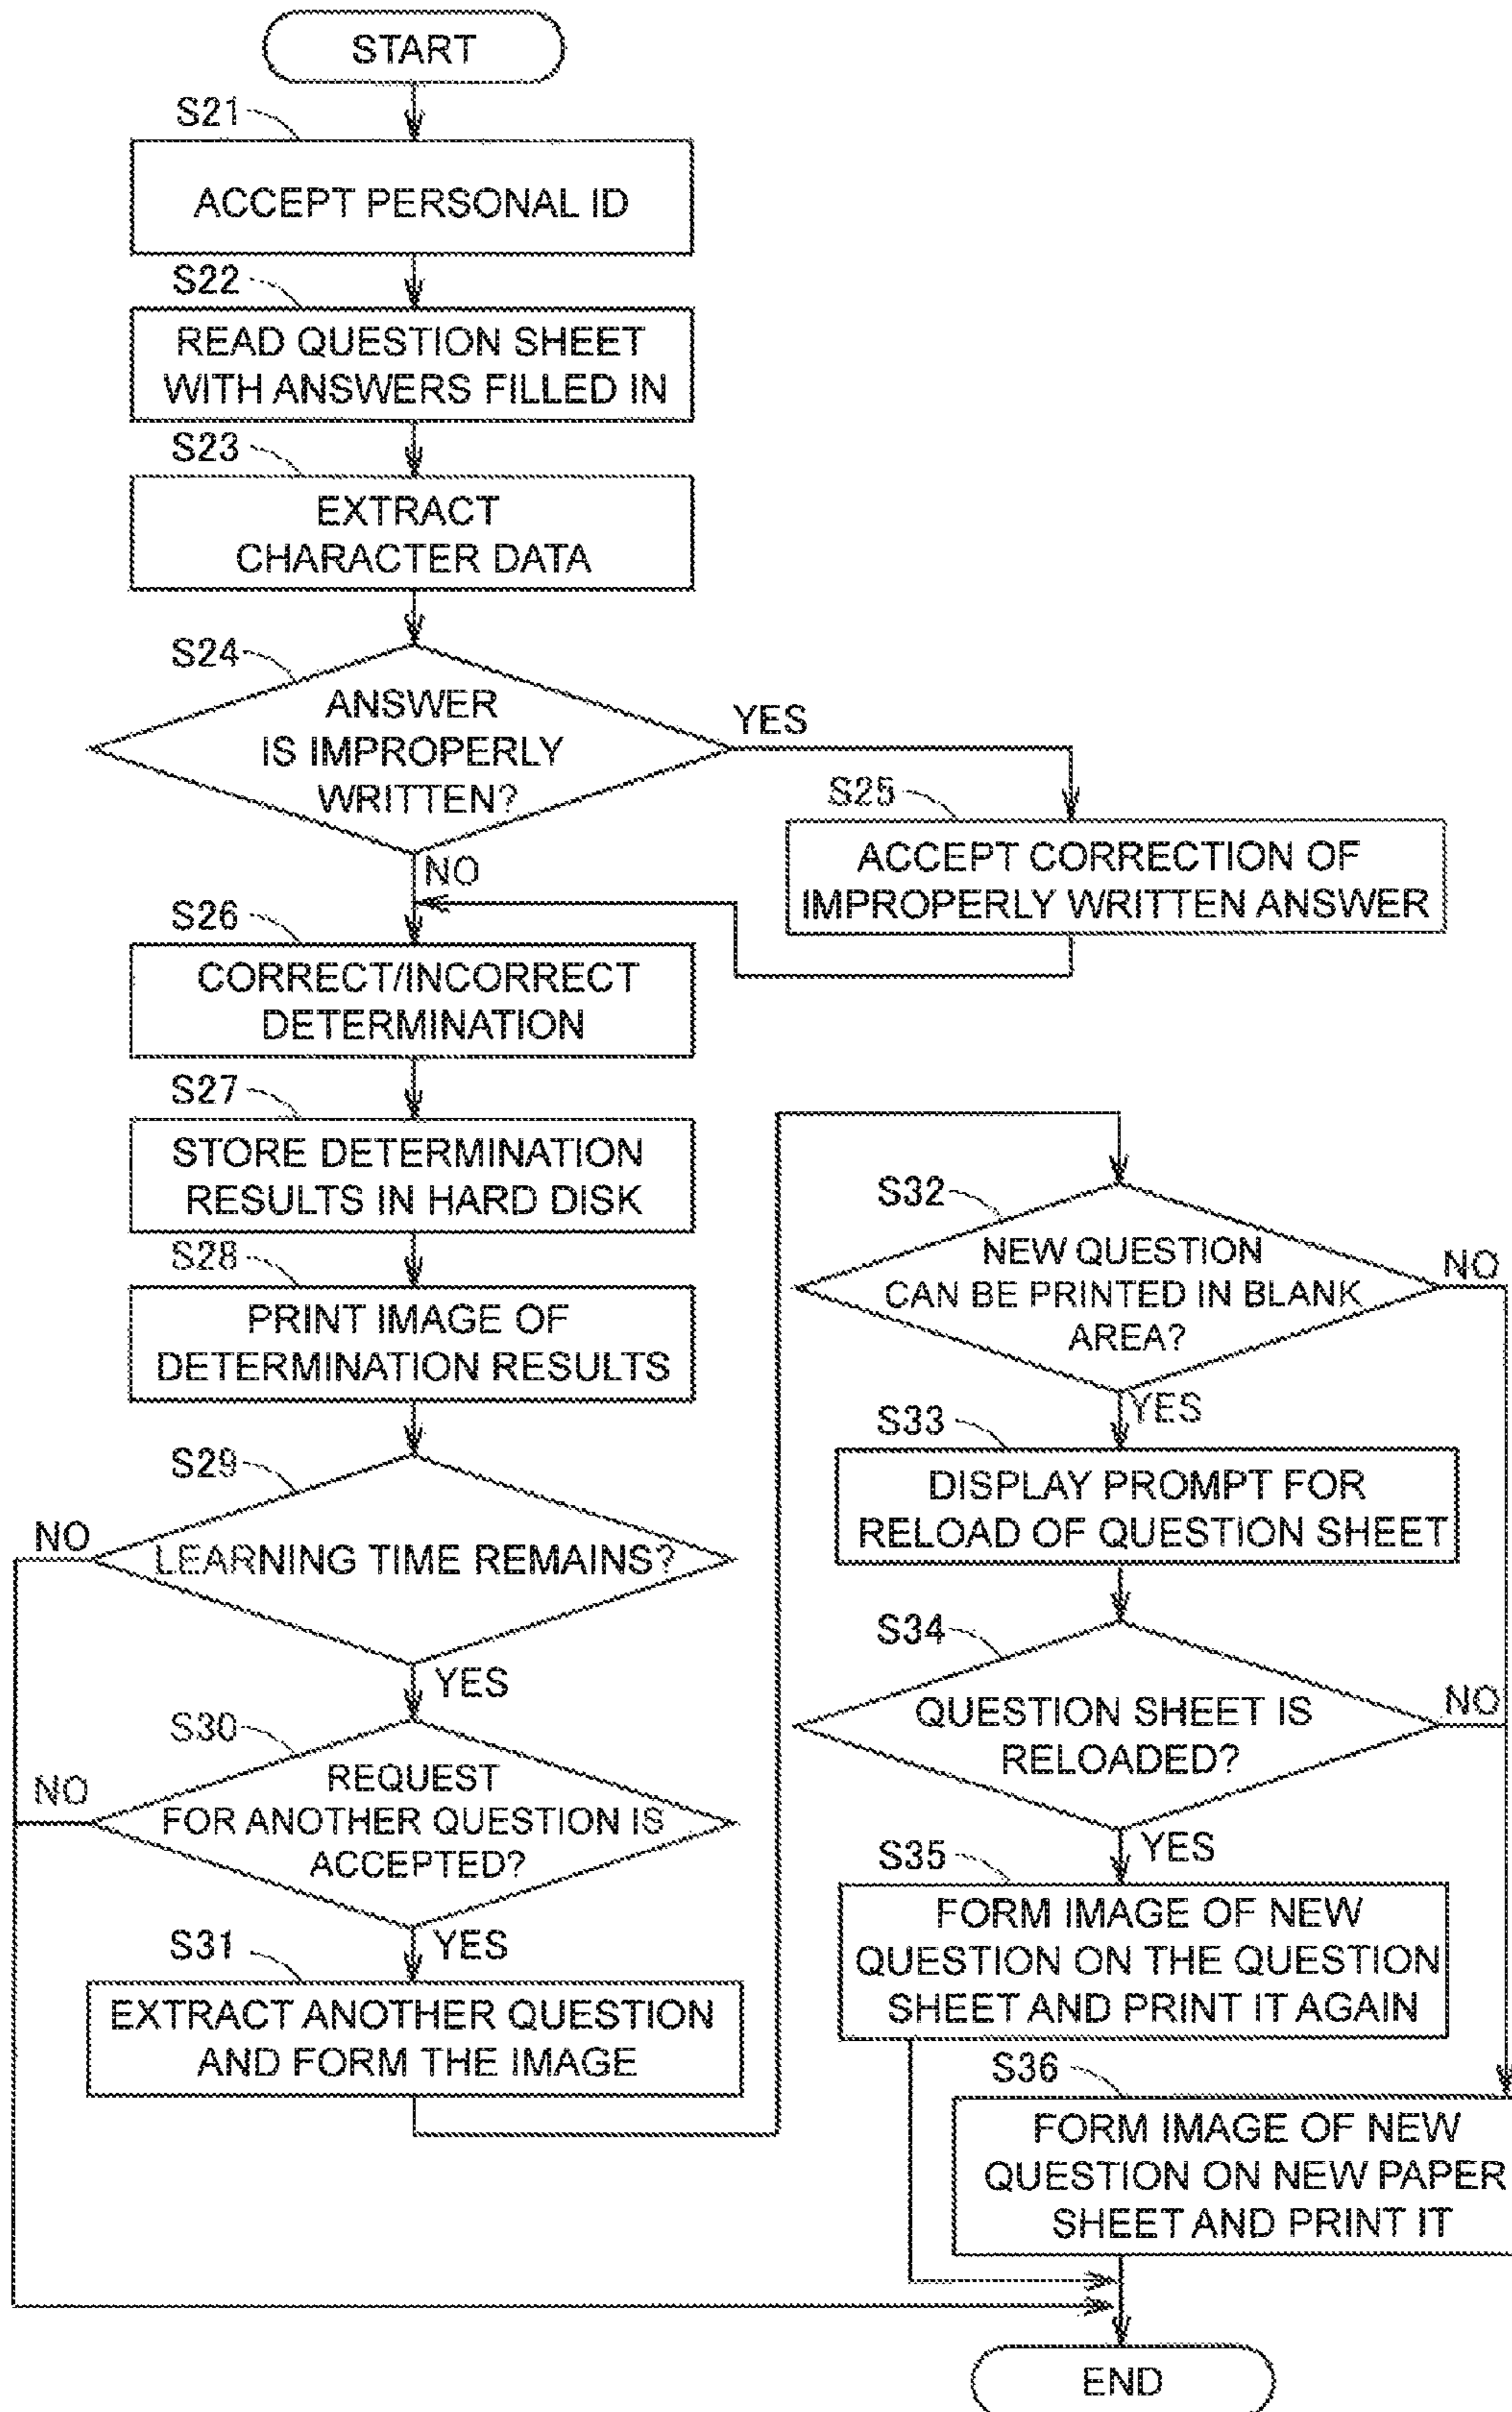 START
S21
ACCEPT PERSONAL ID
S22
READ QUESTION SHEET
WITH ANSWERS FILLED IN
S23
EXTRACT
CHARACTER DATA
S24
ANSWER
IS IMPROPERLY
WRITTEN?
YES
NO
S25
ACCEPT CORRECTION OF
IMPROPERLY WRITTEN ANSWER
S26
CORRECT/INCORRECT
DETERMINATION
S27
STORE DETERMINATION
RESULTS IN HARD DISK
S28
PRINT IMAGE OF
DETERMINATION RESULTS
S29
NO
LEARNING TIME REMAINS?
YES
S30
NO
REQUEST
FOR ANOTHER QUESTION IS
ACCEPTED?
YES
S31
EXTRACT ANOTHER QUESTION
AND FORM THE IMAGE
S32
NEW QUESTION
CAN BE PRINTED IN BLANK
AREA?
NO
YES
S33
DISPLAY PROMPT FOR
RELOAD OF QUESTION SHEET
S34
QUESTION SHEET IS
RELOADED?
NO
YES
S35
FORM IMAGE OF NEW
QUESTION ON THE QUESTION
SHEET AND PRINT IT AGAIN
S36
FORM IMAGE OF NEW
QUESTION ON NEW PAPER
SHEET AND PRINT IT
END